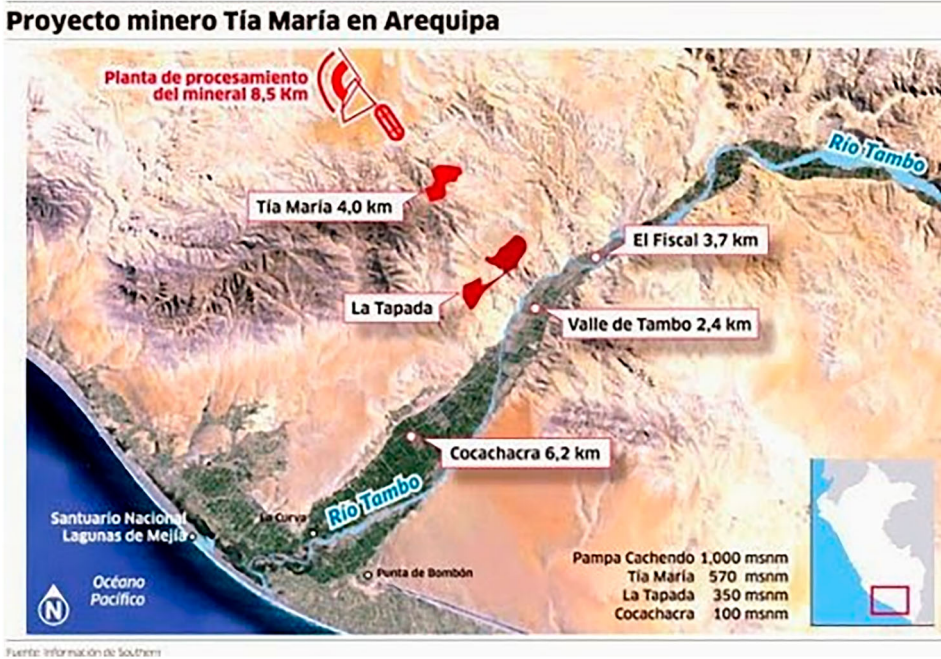 Proyecto minero Tía María en Arequipa
Planta de procesamiento
del mineral 8,5 Km
Río Tambo
Tía María 4,0 km
El Fiscal 3,7 km
La Tapada
Valle de Tambo 2,4 km
Cocachacra 6,2 km
Río Tambo
La Curva
Santuario Nacional
Lagunas de Mejía
Punta de Bombón
Océano
Pacífico
N
Pampa Cachendo 1,000 msnm
Tía María 570 msnm
La Tapada 350 msnm
Cocachacra 100 msnm
Fuente: Información de Southern